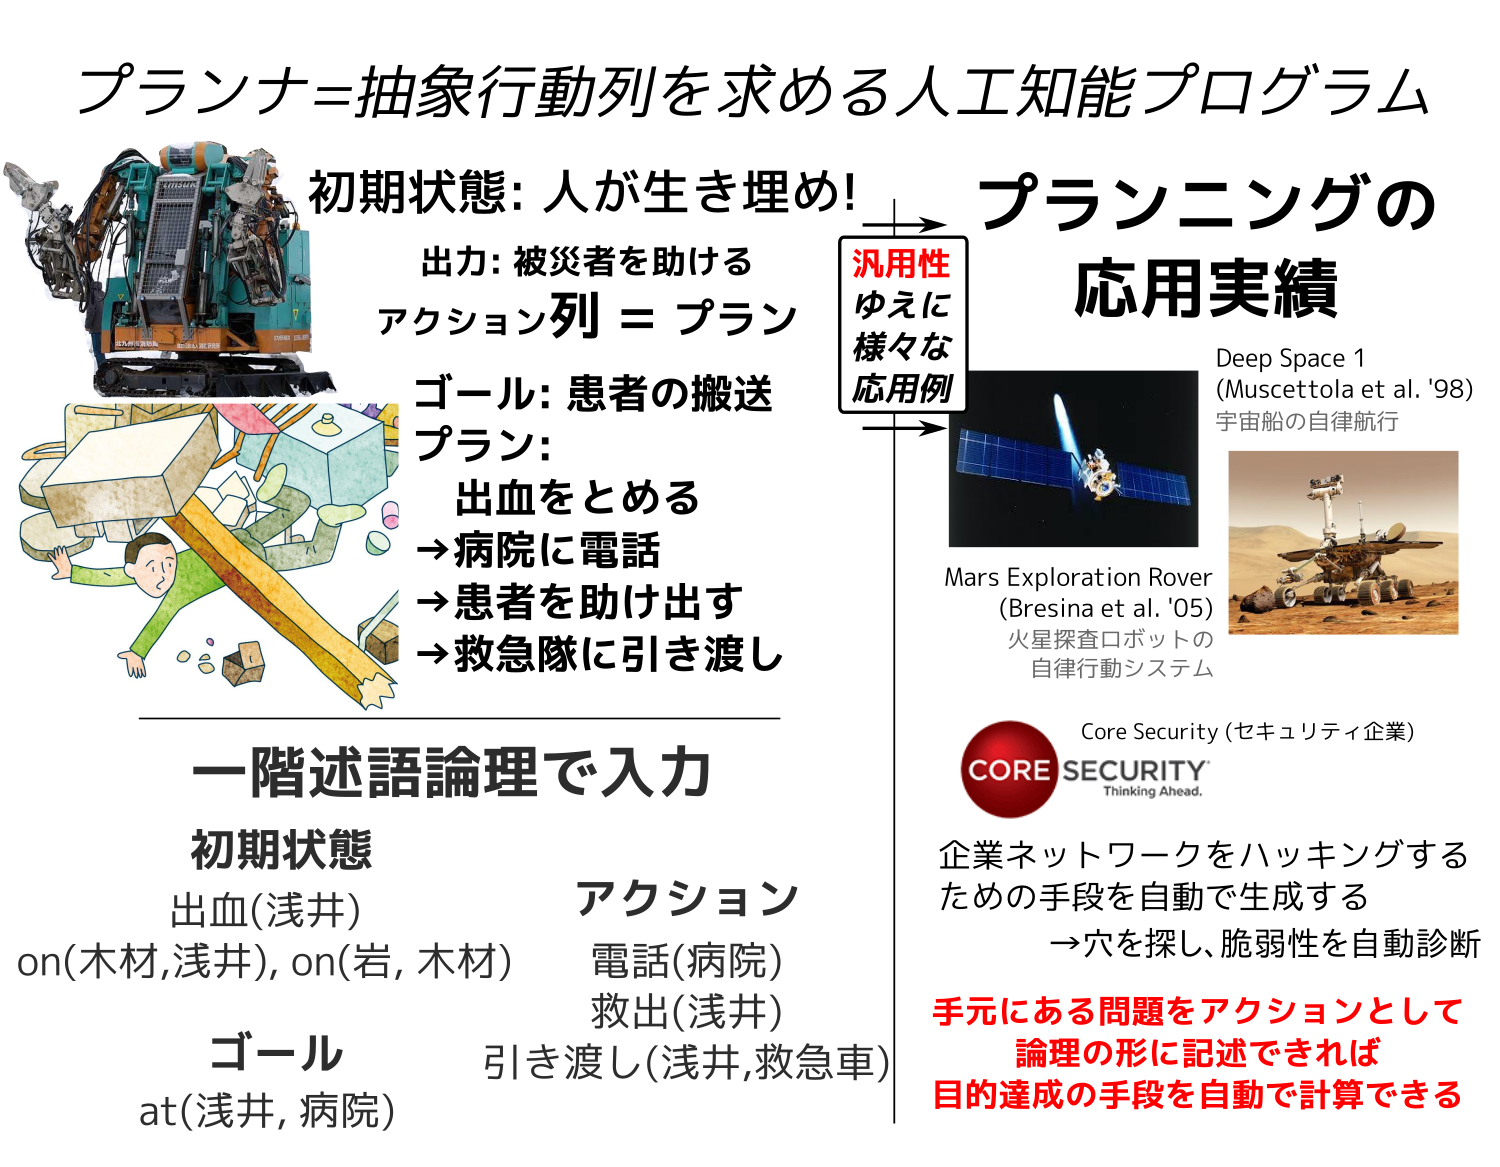 プランナ=抽象行動列を求める人工知能プログラム
初期状態: 人が生き埋め!
出力: 被災者を助ける
アクション列 = プラン
ゴール: 患者の搬送
プラン:
出血をとめる
→病院に電話
→患者を助け出す
→救急隊に引き渡し
一階述語論理で入力
初期状態
出血(浅井)
on(木材,浅井), on(岩, 木材)
ゴール
at(浅井, 病院)
アクション
電話(病院)
救出(浅井)
引き渡し(浅井,救急車)
汎用性
ゆえに
様々な
応用例
プランニングの
応用実績
Deep Space 1
(Muscettola et al. '98)
宇宙船の自律航行
Mars Exploration Rover
(Bresina et al. '05)
火星探査ロボットの
自律行動システム
Core Security (セキュリティ企業)
CORE SECURITY
Thinking Ahead.
企業ネットワークをハッキングする
ための手段を自動で生成する
→穴を探し、脆弱性を自動診断
手元にある問題をアクションとして
論理の形に記述できれば
目的達成の手段を自動で計算できる